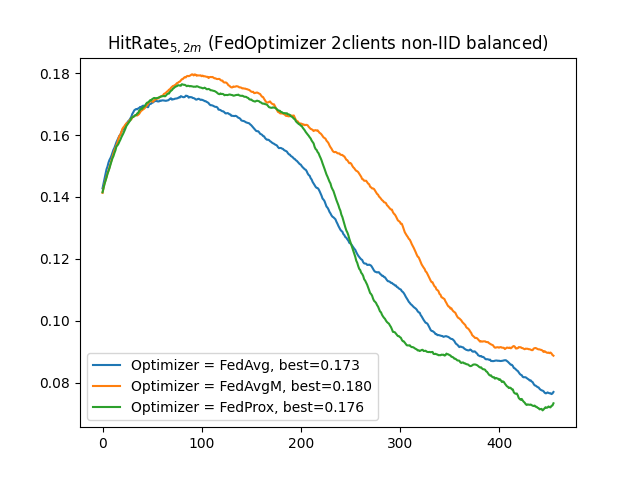 HitRate5, 2m (FedOptimizer 2clients non-IID balanced)
0.18
0.16
0.14
0.12
0.10
0.08
Optimizer = FedAvg, best=0.173
Optimizer = FedAvgM, best=0.180
Optimizer = FedProx, best=0.176
0
100
200
300
400